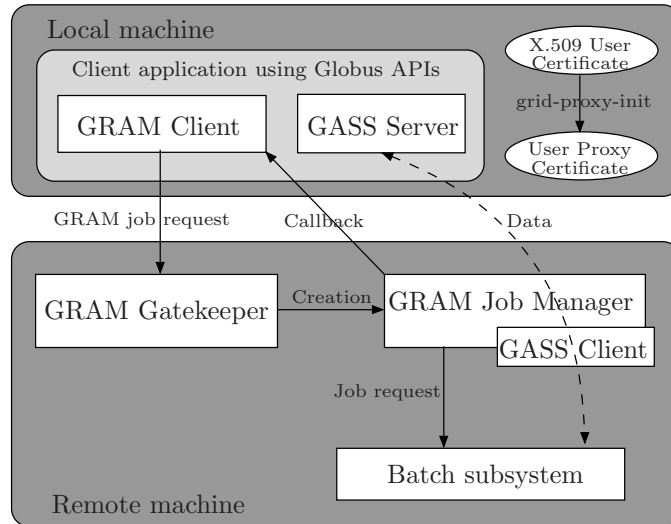 Local machine
Client application using Globus APIs
GRAM Client
GASS Server
X.509 User
Certificate
grid-proxy-init
User Proxy
Certificate
GRAM job request
Callback
Data
GRAM Gatekeeper
Creation
GRAM Job Manager
GASS Client
Job request
Batch subsystem
Remote machine